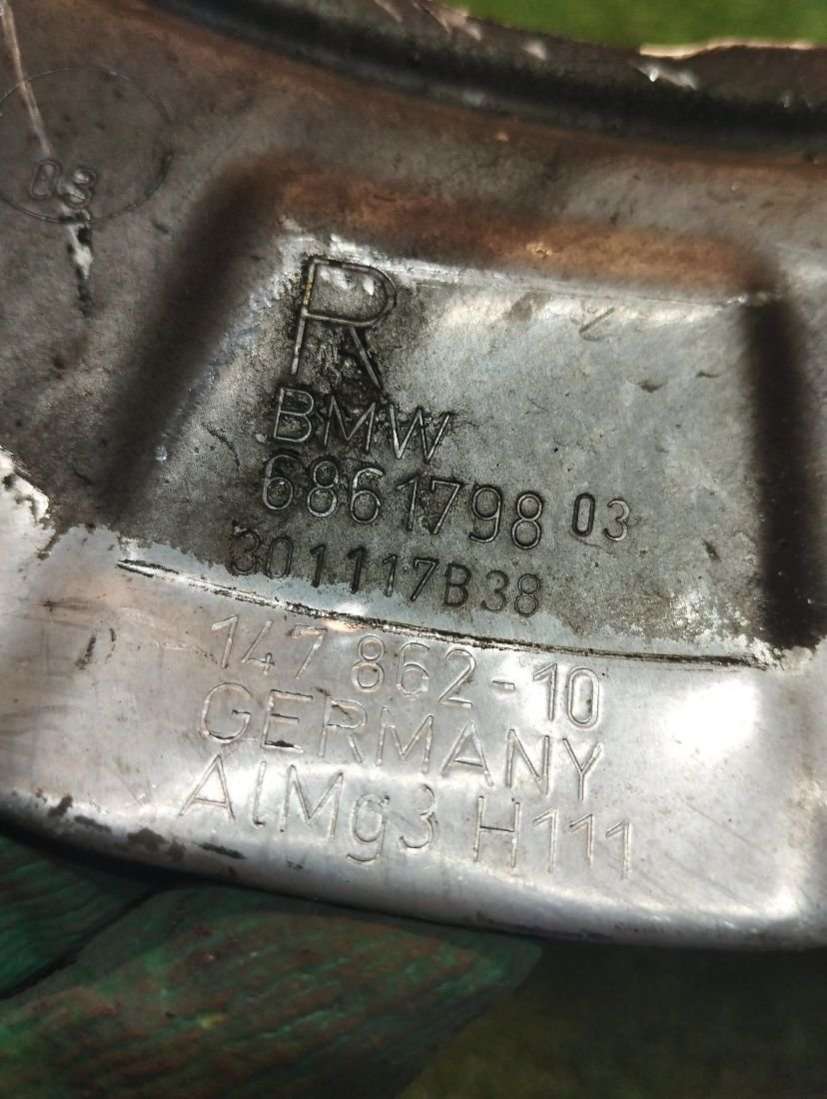 03
R
BMW
6861798 03
301117B38
147 862-10
GERMANY
AlMg3 H111